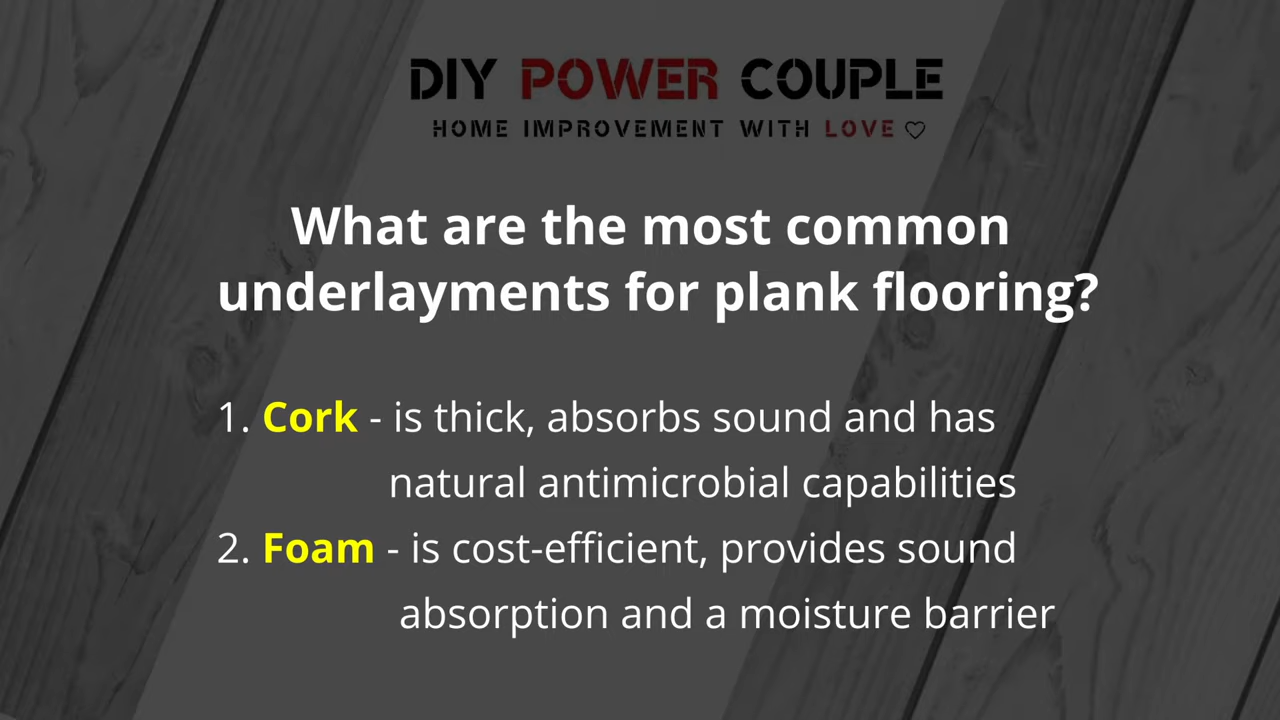 DIY POWER COUPLE
HOME IMPROVEMENT WITH LOVE
What are the most common
underlayments for plank flooring?
1. Cork - is thick, absorbs sound and has
natural antimicrobial capabilities
2. Foam - is cost-efficient, provides sound
absorption and a moisture barrier